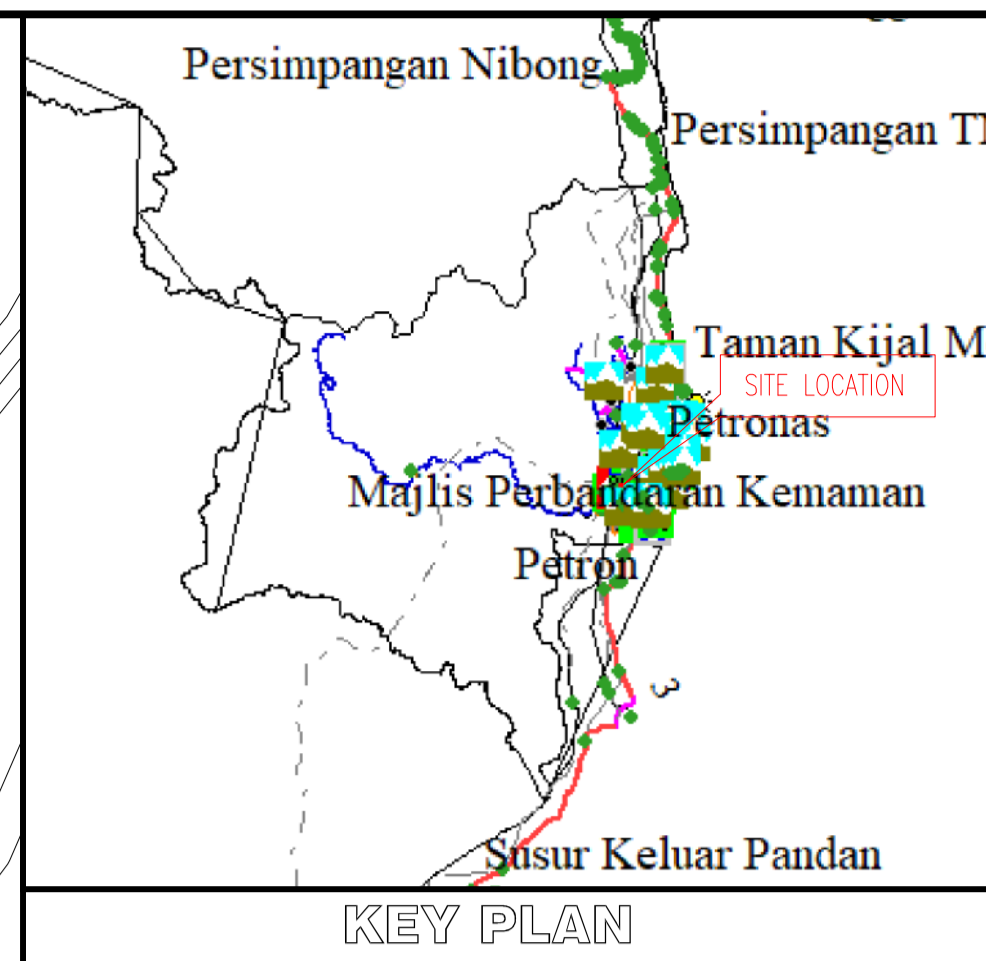 Persimpangan Nibong
Persimpangan
Taman Kijal
SITE LOCATION
Petronas
Majlis Perbandaran Kemaman
Petron
3
Susur Keluar Pandan
KEY PLAN